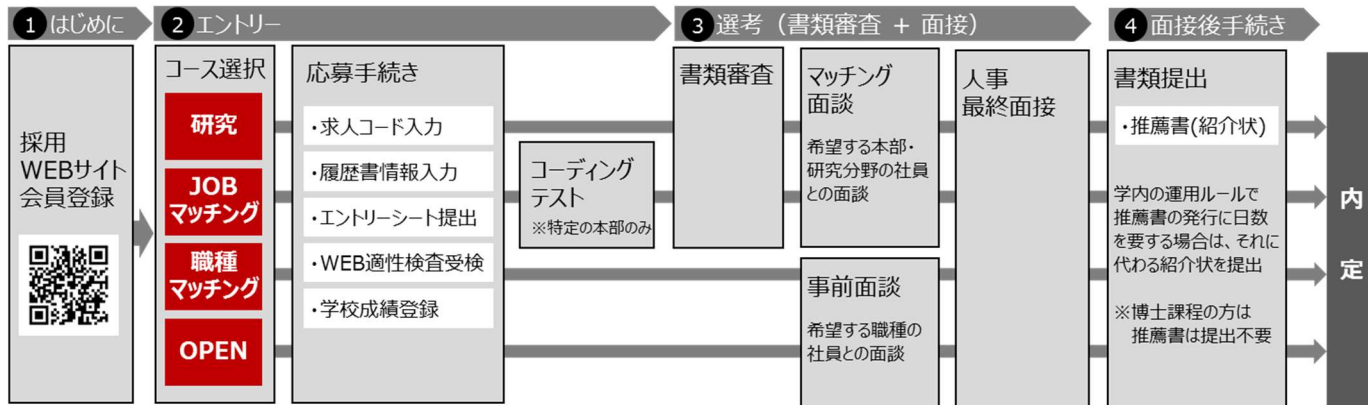 1 はじめに
2 エントリー
3 選考（書類審査 + 面接）
4 面接後手続き
採用
WEBサイト
会員登録
コース選択
研究
JOB
マッチング
職種
マッチング
OPEN
応募手続き
・求人コード入力
・履歴書情報入力
・エントリーシート提出
・WEB適性検査受検
・学校成績登録
コーディング
テスト
※特定の本部のみ
書類審査
マッチング
面談
希望する本部・
研究分野の社員
との面談
事前面談
希望する職種の
社員との面談
人事
最終面接
書類提出
・推薦書(紹介状)
学内の運用ルールで
推薦書の発行に日数
を要する場合は、それに
代わる紹介状を提出
※博士課程の方は
推薦書は提出不要
内
定